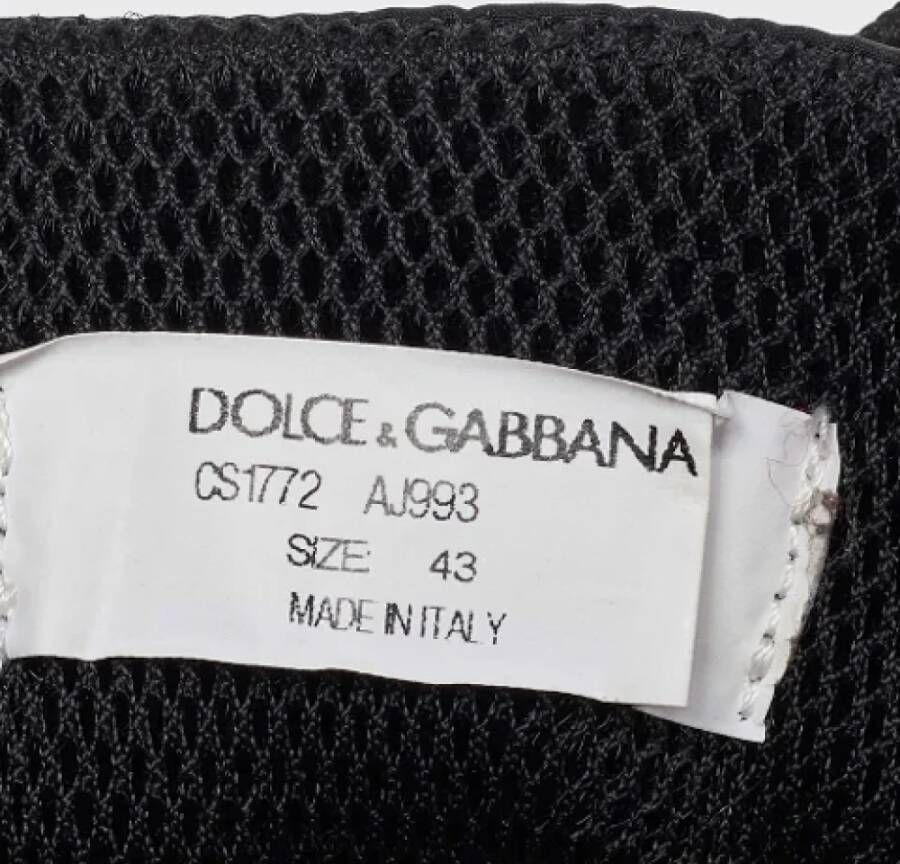 DOLCE & GABBANA
CS1772 AJ993
SIZE: 43
MADE IN ITALY